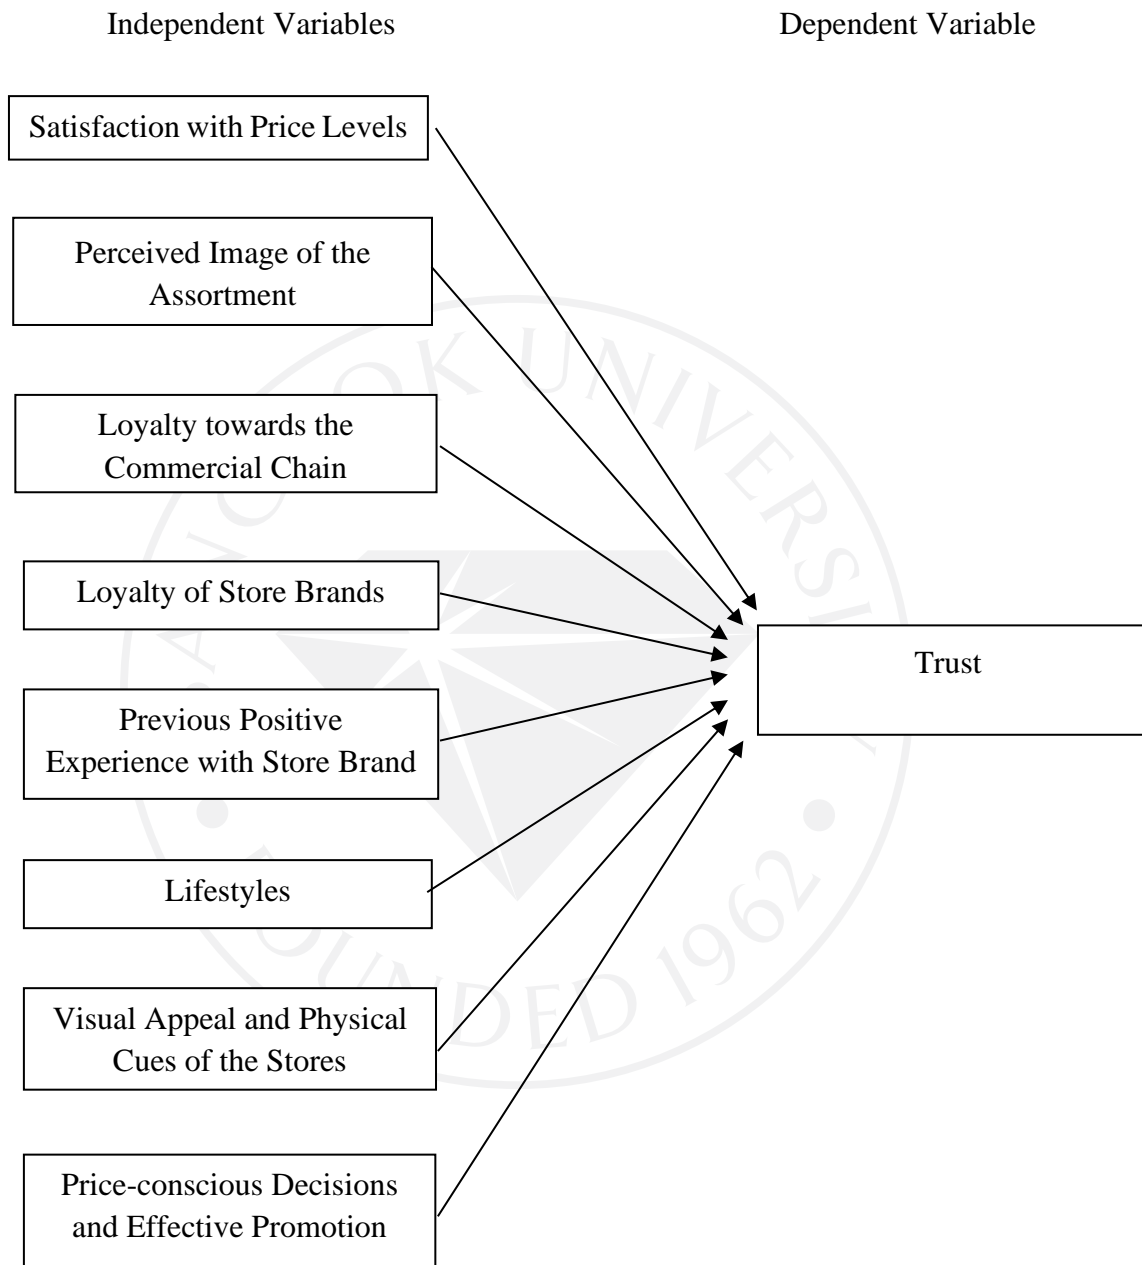 Independent Variables
Dependent Variable
Satisfaction with Price Levels
Perceived Image of the
Assortment
Loyalty towards the
Commercial Chain
Loyalty of Store Brands
Previous Positive
Experience with Store Brand
Lifestyles
Visual Appeal and Physical
Cues of the Stores
Price-conscious Decisions
and Effective Promotion
Trust
FOUNDED 1962